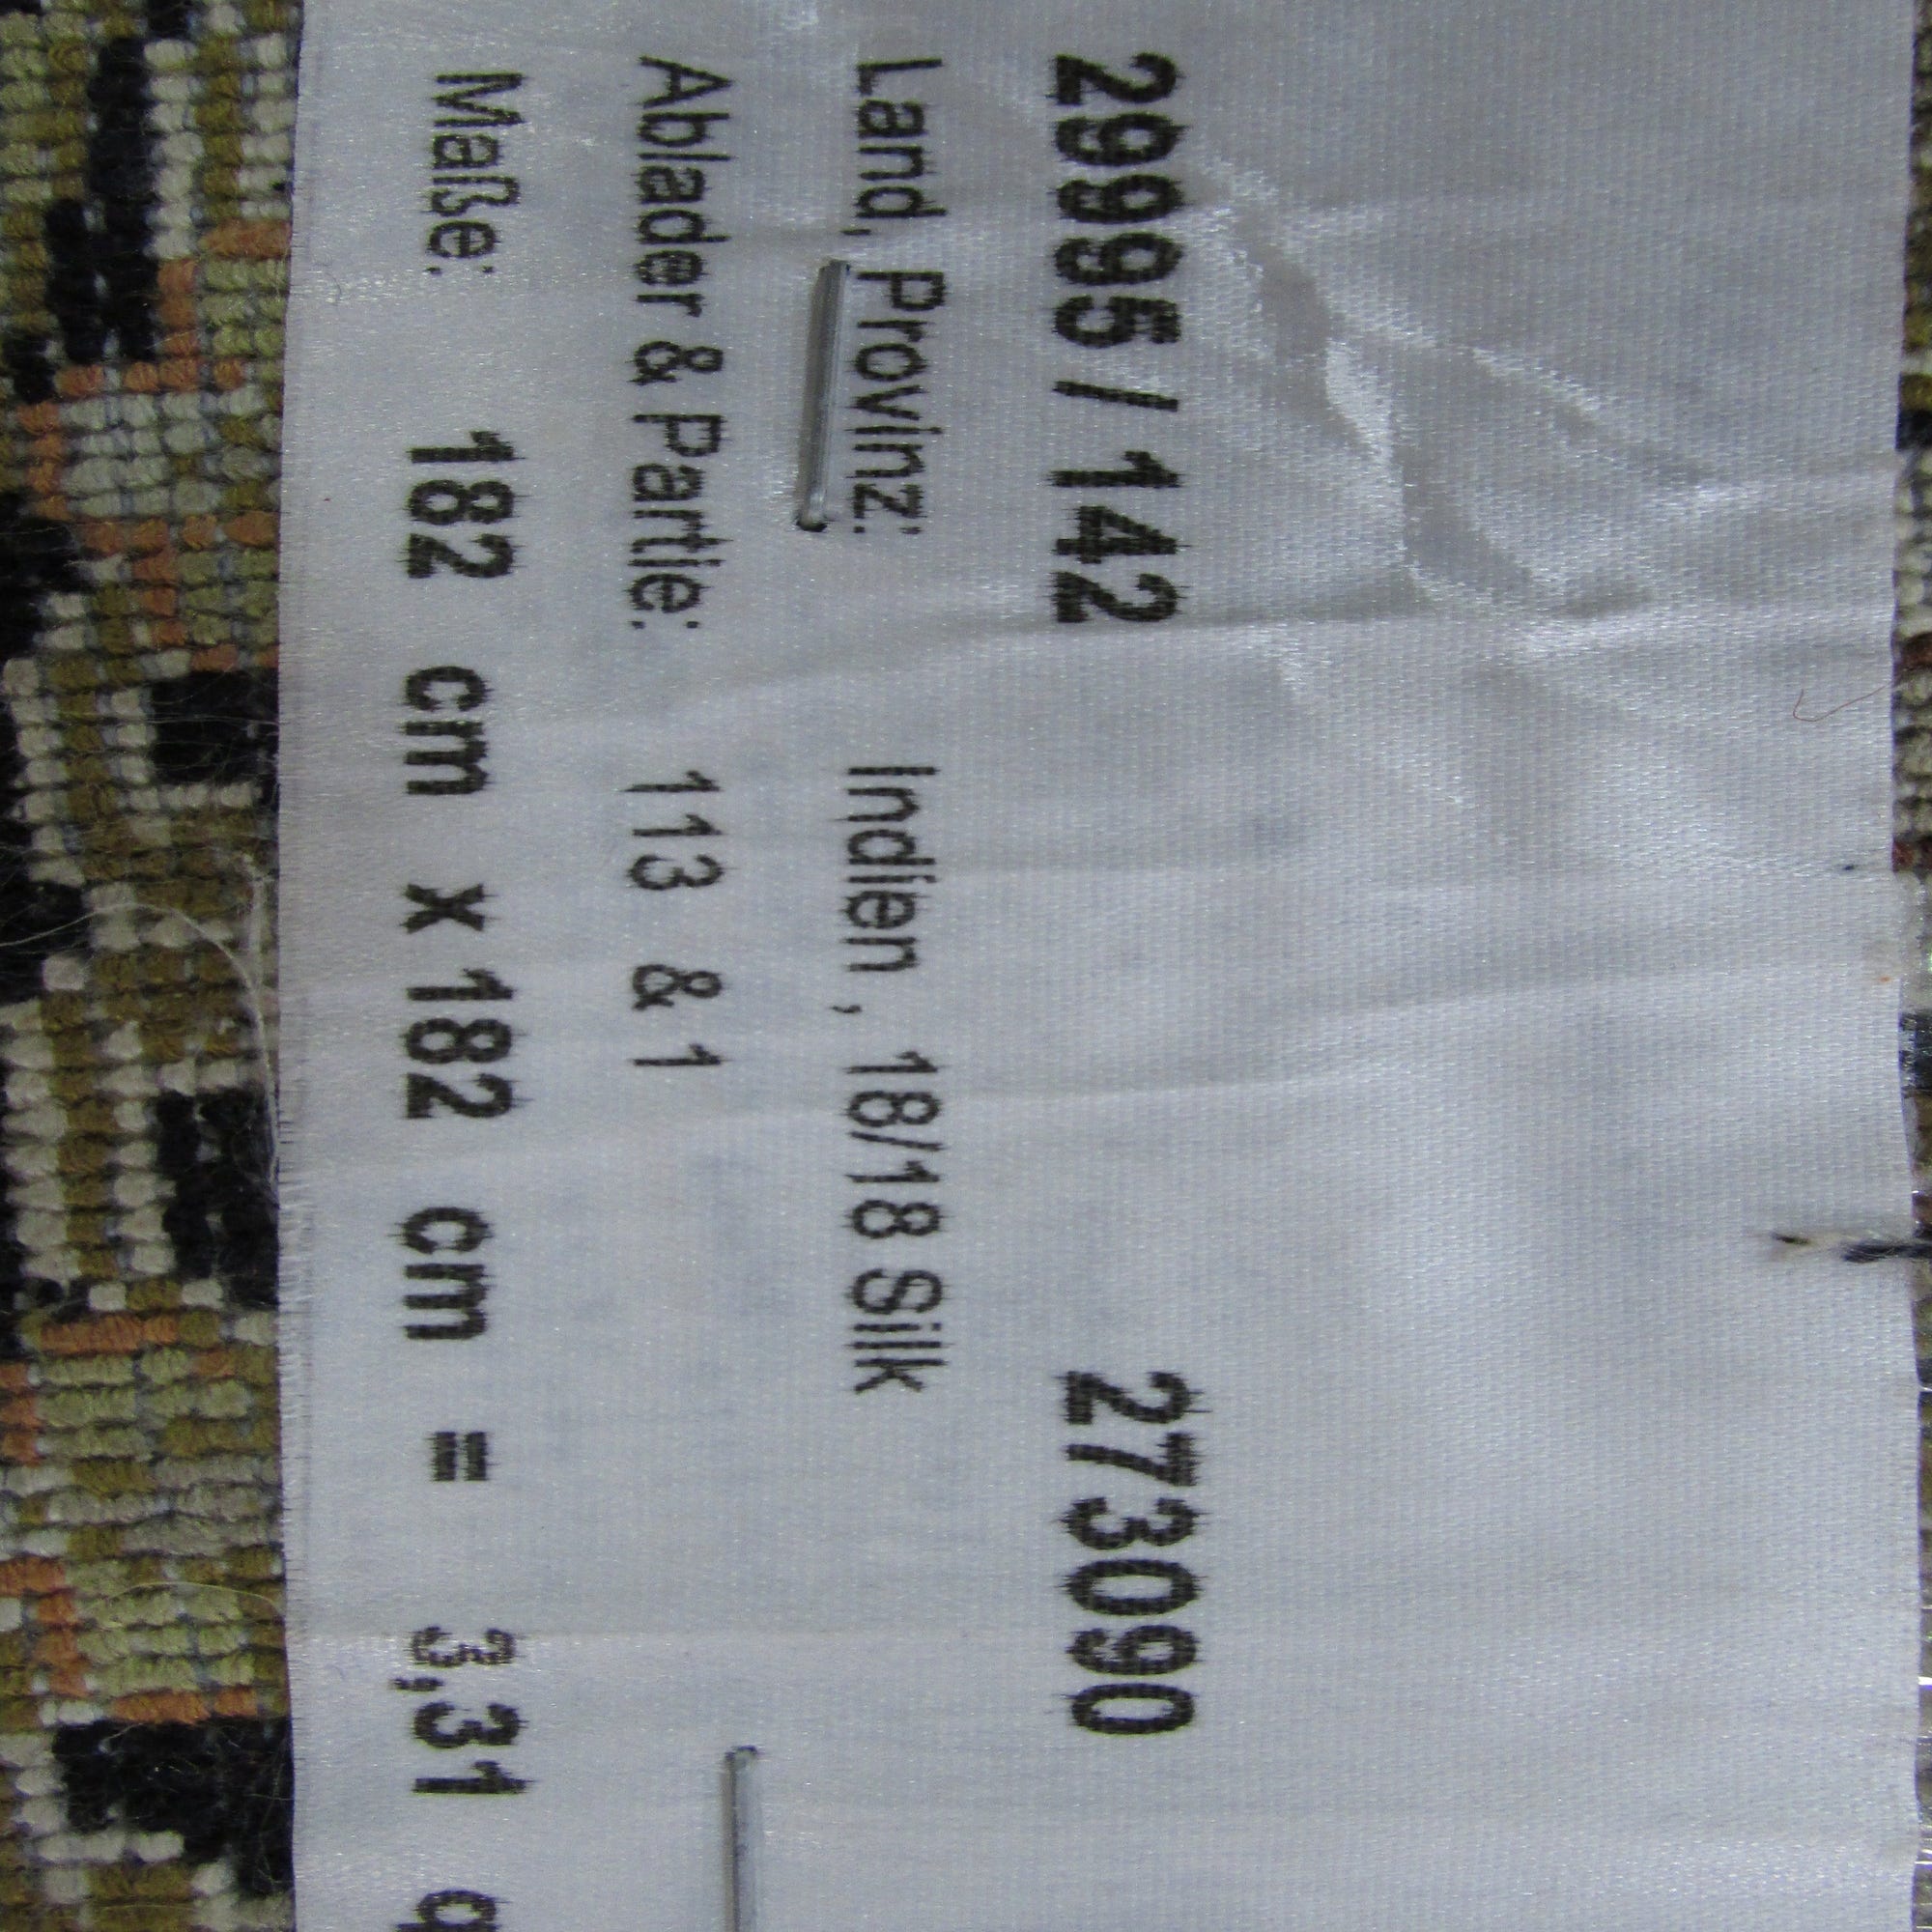 29995 / 142 273090
Land, Provinz: Indien , 18/18 Silk
Ablader & Partie: 113 & 1
Maße: 182 cm x 182 cm = 3,31 q